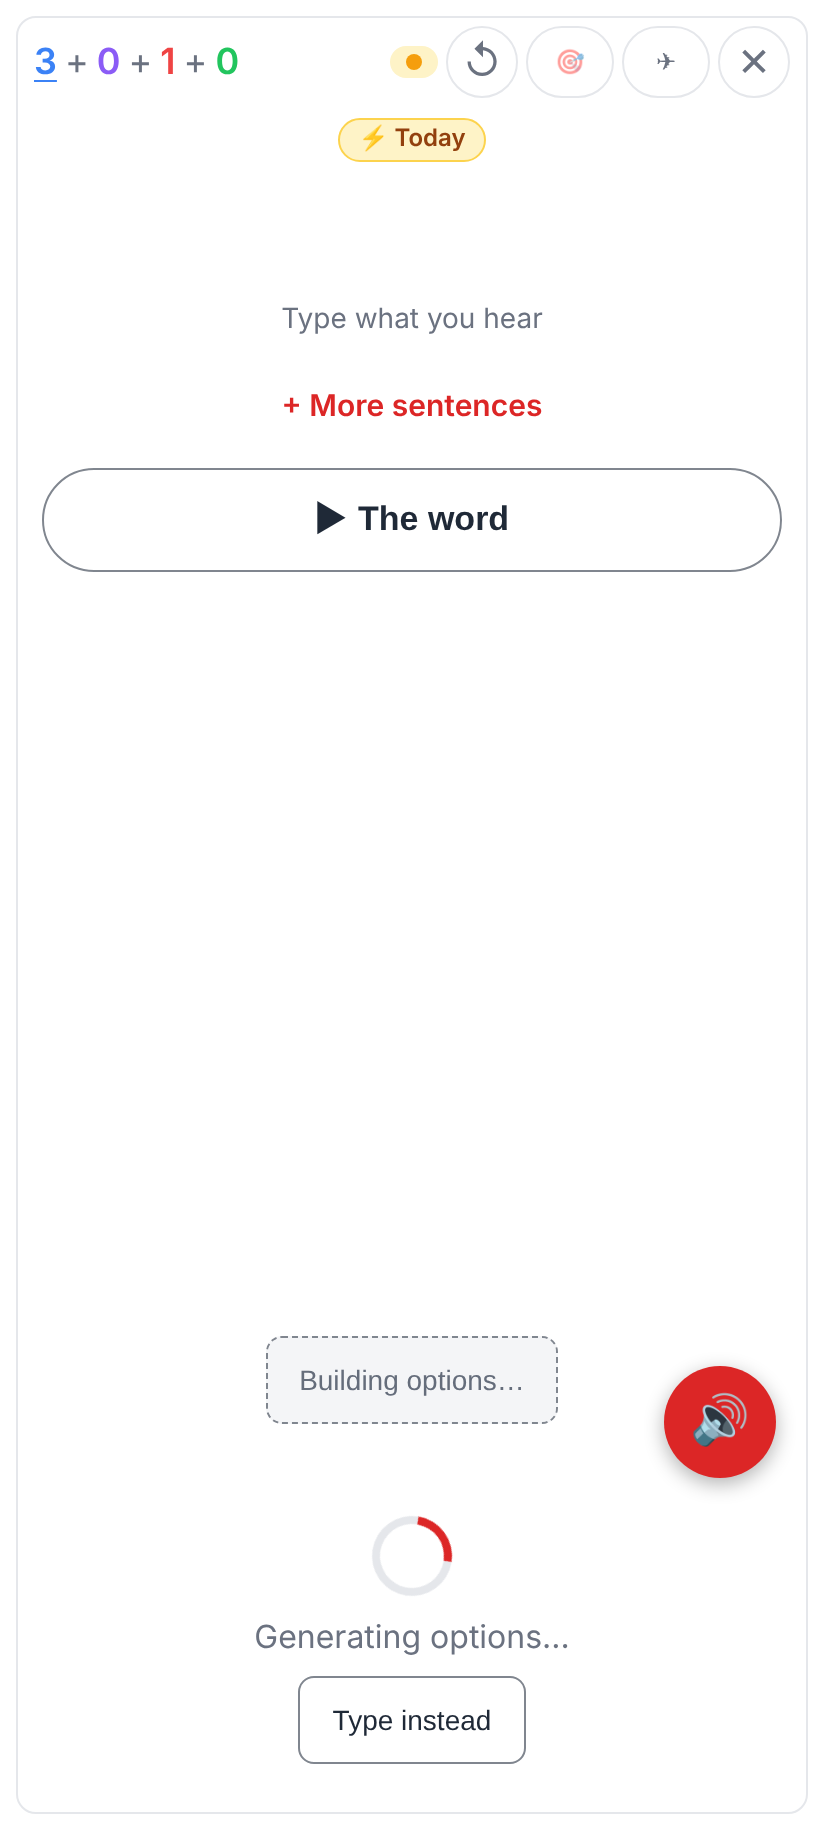 3 + 0 + 1 + 0
⚡ Today
Type what you hear
+ More sentences
▶ The word
Building options…
Generating options...
Type instead